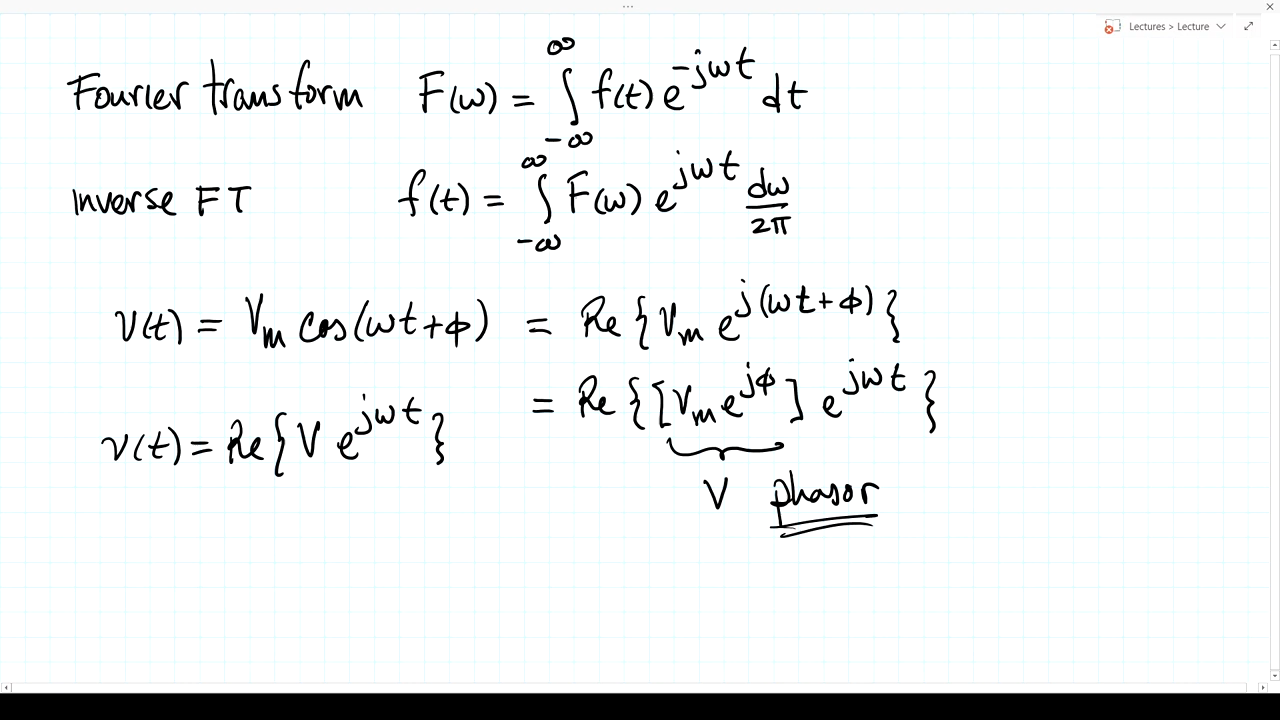 Lectures > Lecture
Fourier transform F(ω) = ∫_{-∞}^{∞} f(t) e^{-jωt} dt
Inverse FT f(t) = ∫_{-∞}^{∞} F(ω) e^{jωt} dω/2π
v(t) = V_m cos(ωt+ϕ) = Re{V_m e^{j(ωt+ϕ)}}
= Re{[V_m e^{jϕ}] e^{jωt}}
v(t) = Re{V e^{jωt}}
V phasor